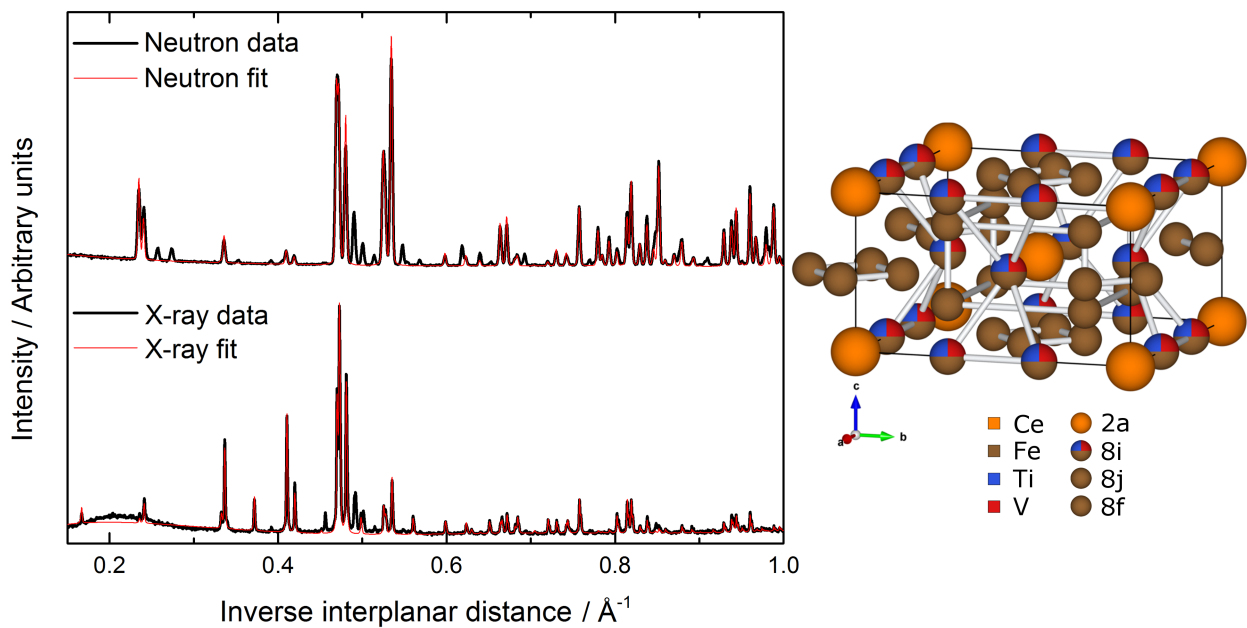 Neutron data
Neutron fit
X-ray data
X-ray fit
Intensity / Arbitrary units
0.2 0.4 0.6 0.8 1.0
Inverse interplanar distance / Å⁻¹
c
a b
Ce 2a
Fe 8i
Ti 8j
V 8f